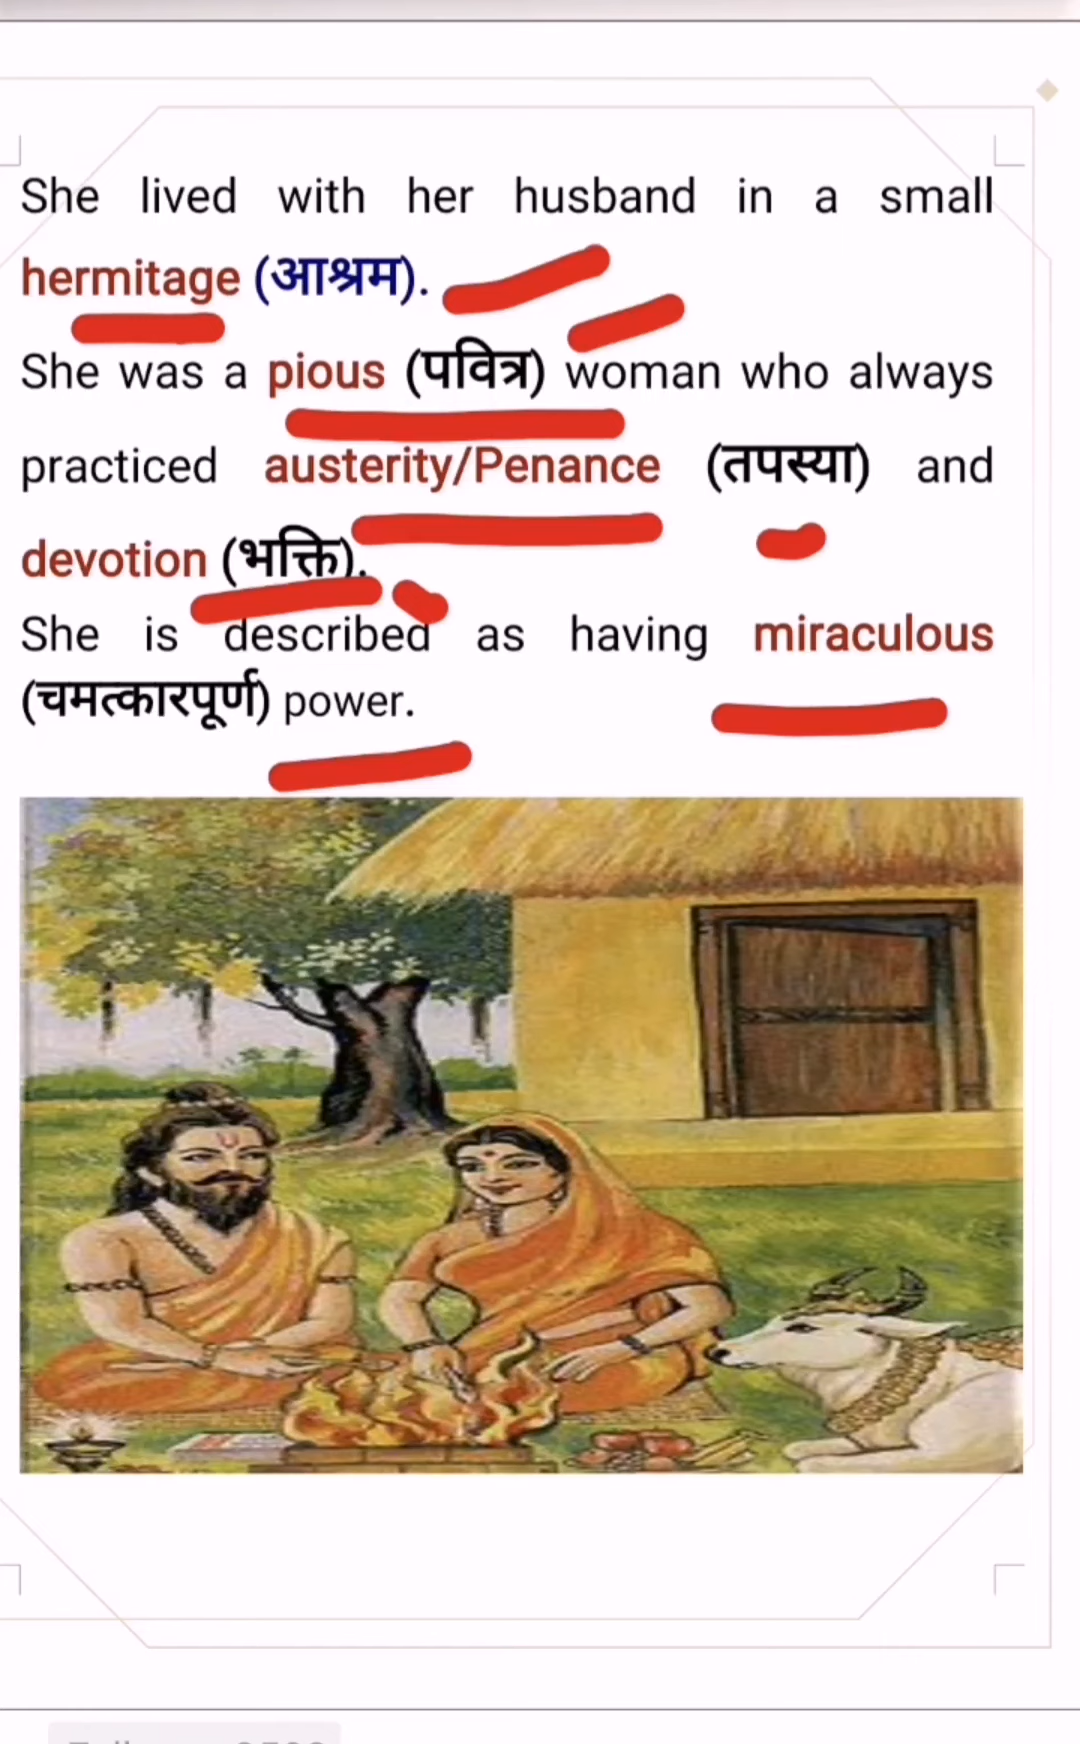 She lived with her husband in a small
hermitage (आश्रम).
She was a pious (पवित्र) woman who always
practiced austerity/Penance (तपस्या) and
devotion (भक्ति).
She is described as having miraculous
(चमत्कारपूर्ण) power.